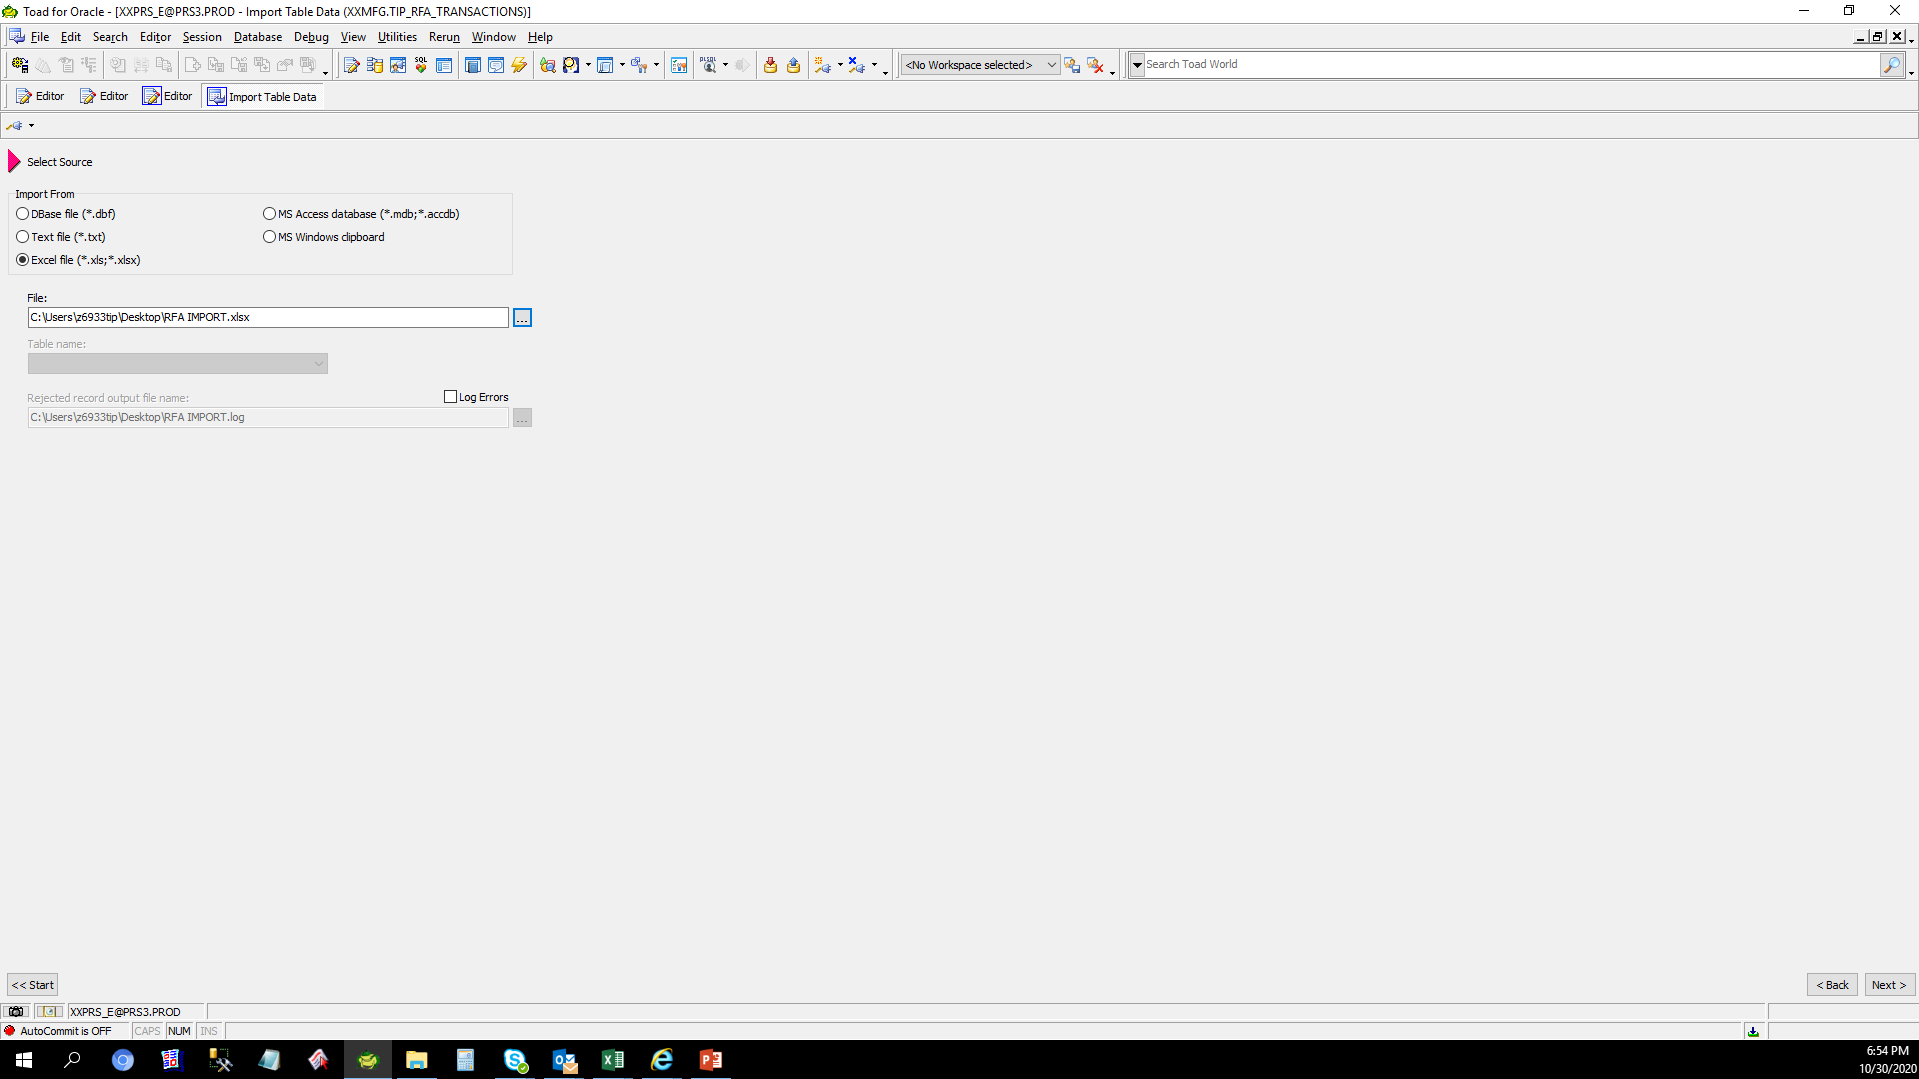 Toad for Oracle - [XXPRS_E@PRS3.PROD - Import Table Data (XXMFG.TIP_RFA_TRANSACTIONS)]
File Edit Search Editor Session Database Debug View Utilities Rerun Window Help
SQL <No Workspace selected> Search Toad World
Editor Editor Editor Import Table Data
Select Source
Import From
DBase file (*.dbf) MS Access database (*.mdb;*.accdb)
Text file (*.txt) MS Windows clipboard
Excel file (*.xls;*.xlsx)
File:
C:\Users\z6933tip\Desktop\RFA IMPORT.xlsx ...
Table name:
Rejected record output file name: Log Errors
C:\Users\z6933tip\Desktop\RFA IMPORT.log ...
<< Start < Back Next >
XXPRS_E@PRS3.PROD
AutoCommit is OFF CAPS NUM INS
6:54 PM
10/30/2020